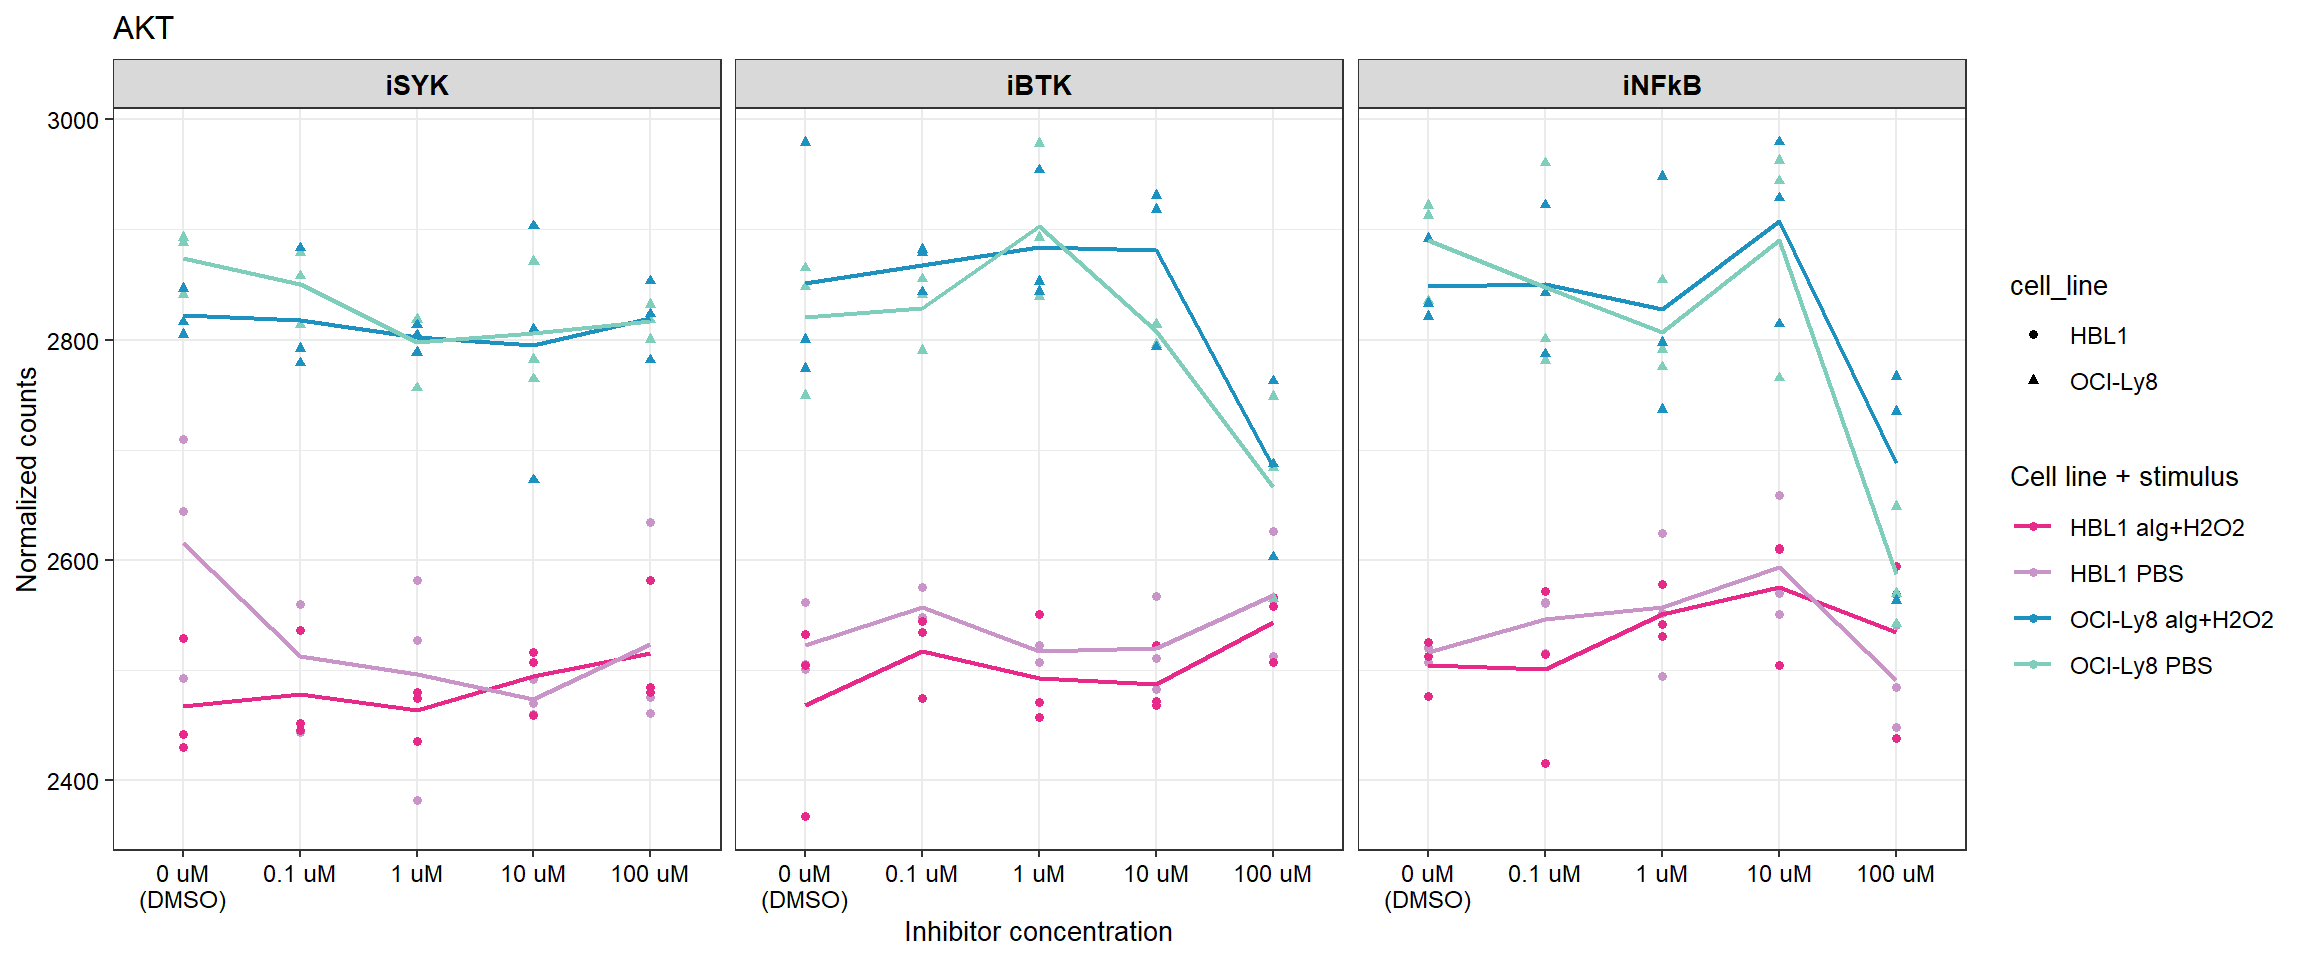 AKT
iSYK
iBTK
iNFkB
3000
2800
2600
2400
Normalized counts
0 uM
(DMSO)
0.1 uM
1 uM
10 uM
100 uM
0 uM
(DMSO)
0.1 uM
1 uM
10 uM
100 uM
0 uM
(DMSO)
0.1 uM
1 uM
10 uM
100 uM
Inhibitor concentration
cell_line
HBL1
OCI-Ly8
Cell line + stimulus
HBL1 aIg+H2O2
HBL1 PBS
OCI-Ly8 aIg+H2O2
OCI-Ly8 PBS